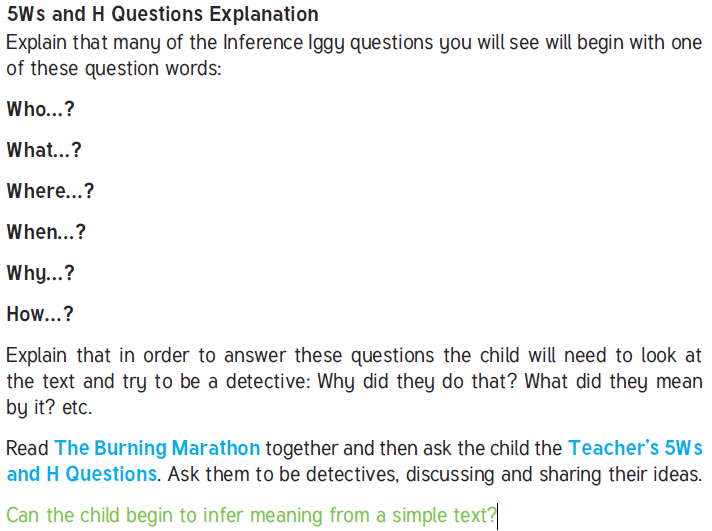 5Ws and H Questions Explanation
Explain that many of the Inference Iggy questions you will see will begin with one
of these question words:
Who...?
What...?
Where...?
When...?
Why...?
How...?
Explain that in order to answer these questions the child will need to look at
the text and try to be a detective: Why did they do that? What did they mean
by it? etc.
Read The Burning Marathon together and then ask the child the Teacher's 5Ws
and H Questions. Ask them to be detectives, discussing and sharing their ideas.
Can the child begin to infer meaning from a simple text?